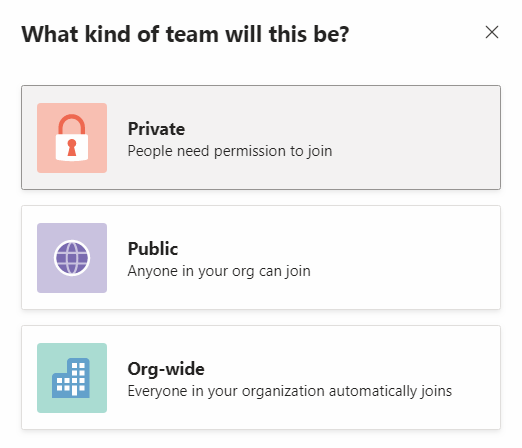 What kind of team will this be?
Private
People need permission to join
Public
Anyone in your org can join
Org-wide
Everyone in your organization automatically joins